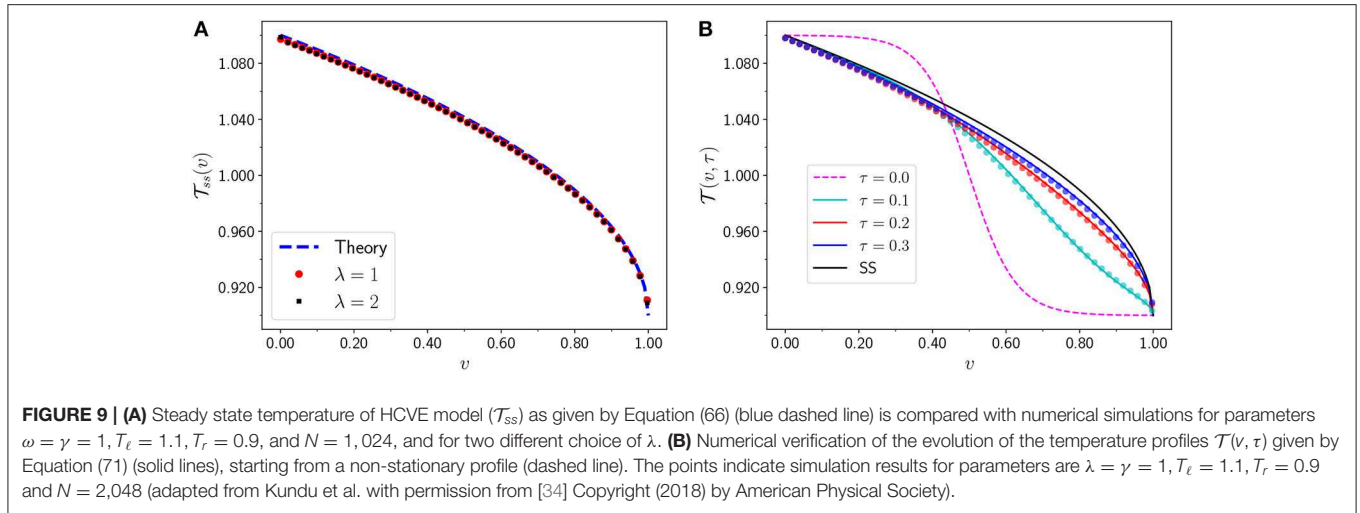 A
1.080
1.040
1.000
0.960
0.920
𝒯ss(v)
Theory
λ = 1
λ = 2
0.00 0.20 0.40 0.60 0.80 1.00
v
B
1.080
1.040
1.000
0.960
0.920
𝒯(v, τ)
τ = 0.0
τ = 0.1
τ = 0.2
τ = 0.3
SS
0.00 0.20 0.40 0.60 0.80 1.00
v
FIGURE 9 | (A) Steady state temperature of HCVE model (𝒯ss) as given by Equation (66) (blue dashed line) is compared with numerical simulations for parameters
ω = γ = 1, Tℓ = 1.1, Tr = 0.9, and N = 1, 024, and for two different choice of λ. (B) Numerical verification of the evolution of the temperature profiles 𝒯(v, τ) given by
Equation (71) (solid lines), starting from a non-stationary profile (dashed line). The points indicate simulation results for parameters are λ = γ = 1, Tℓ = 1.1, Tr = 0.9
and N = 2,048 (adapted from Kundu et al. with permission from [34] Copyright (2018) by American Physical Society).